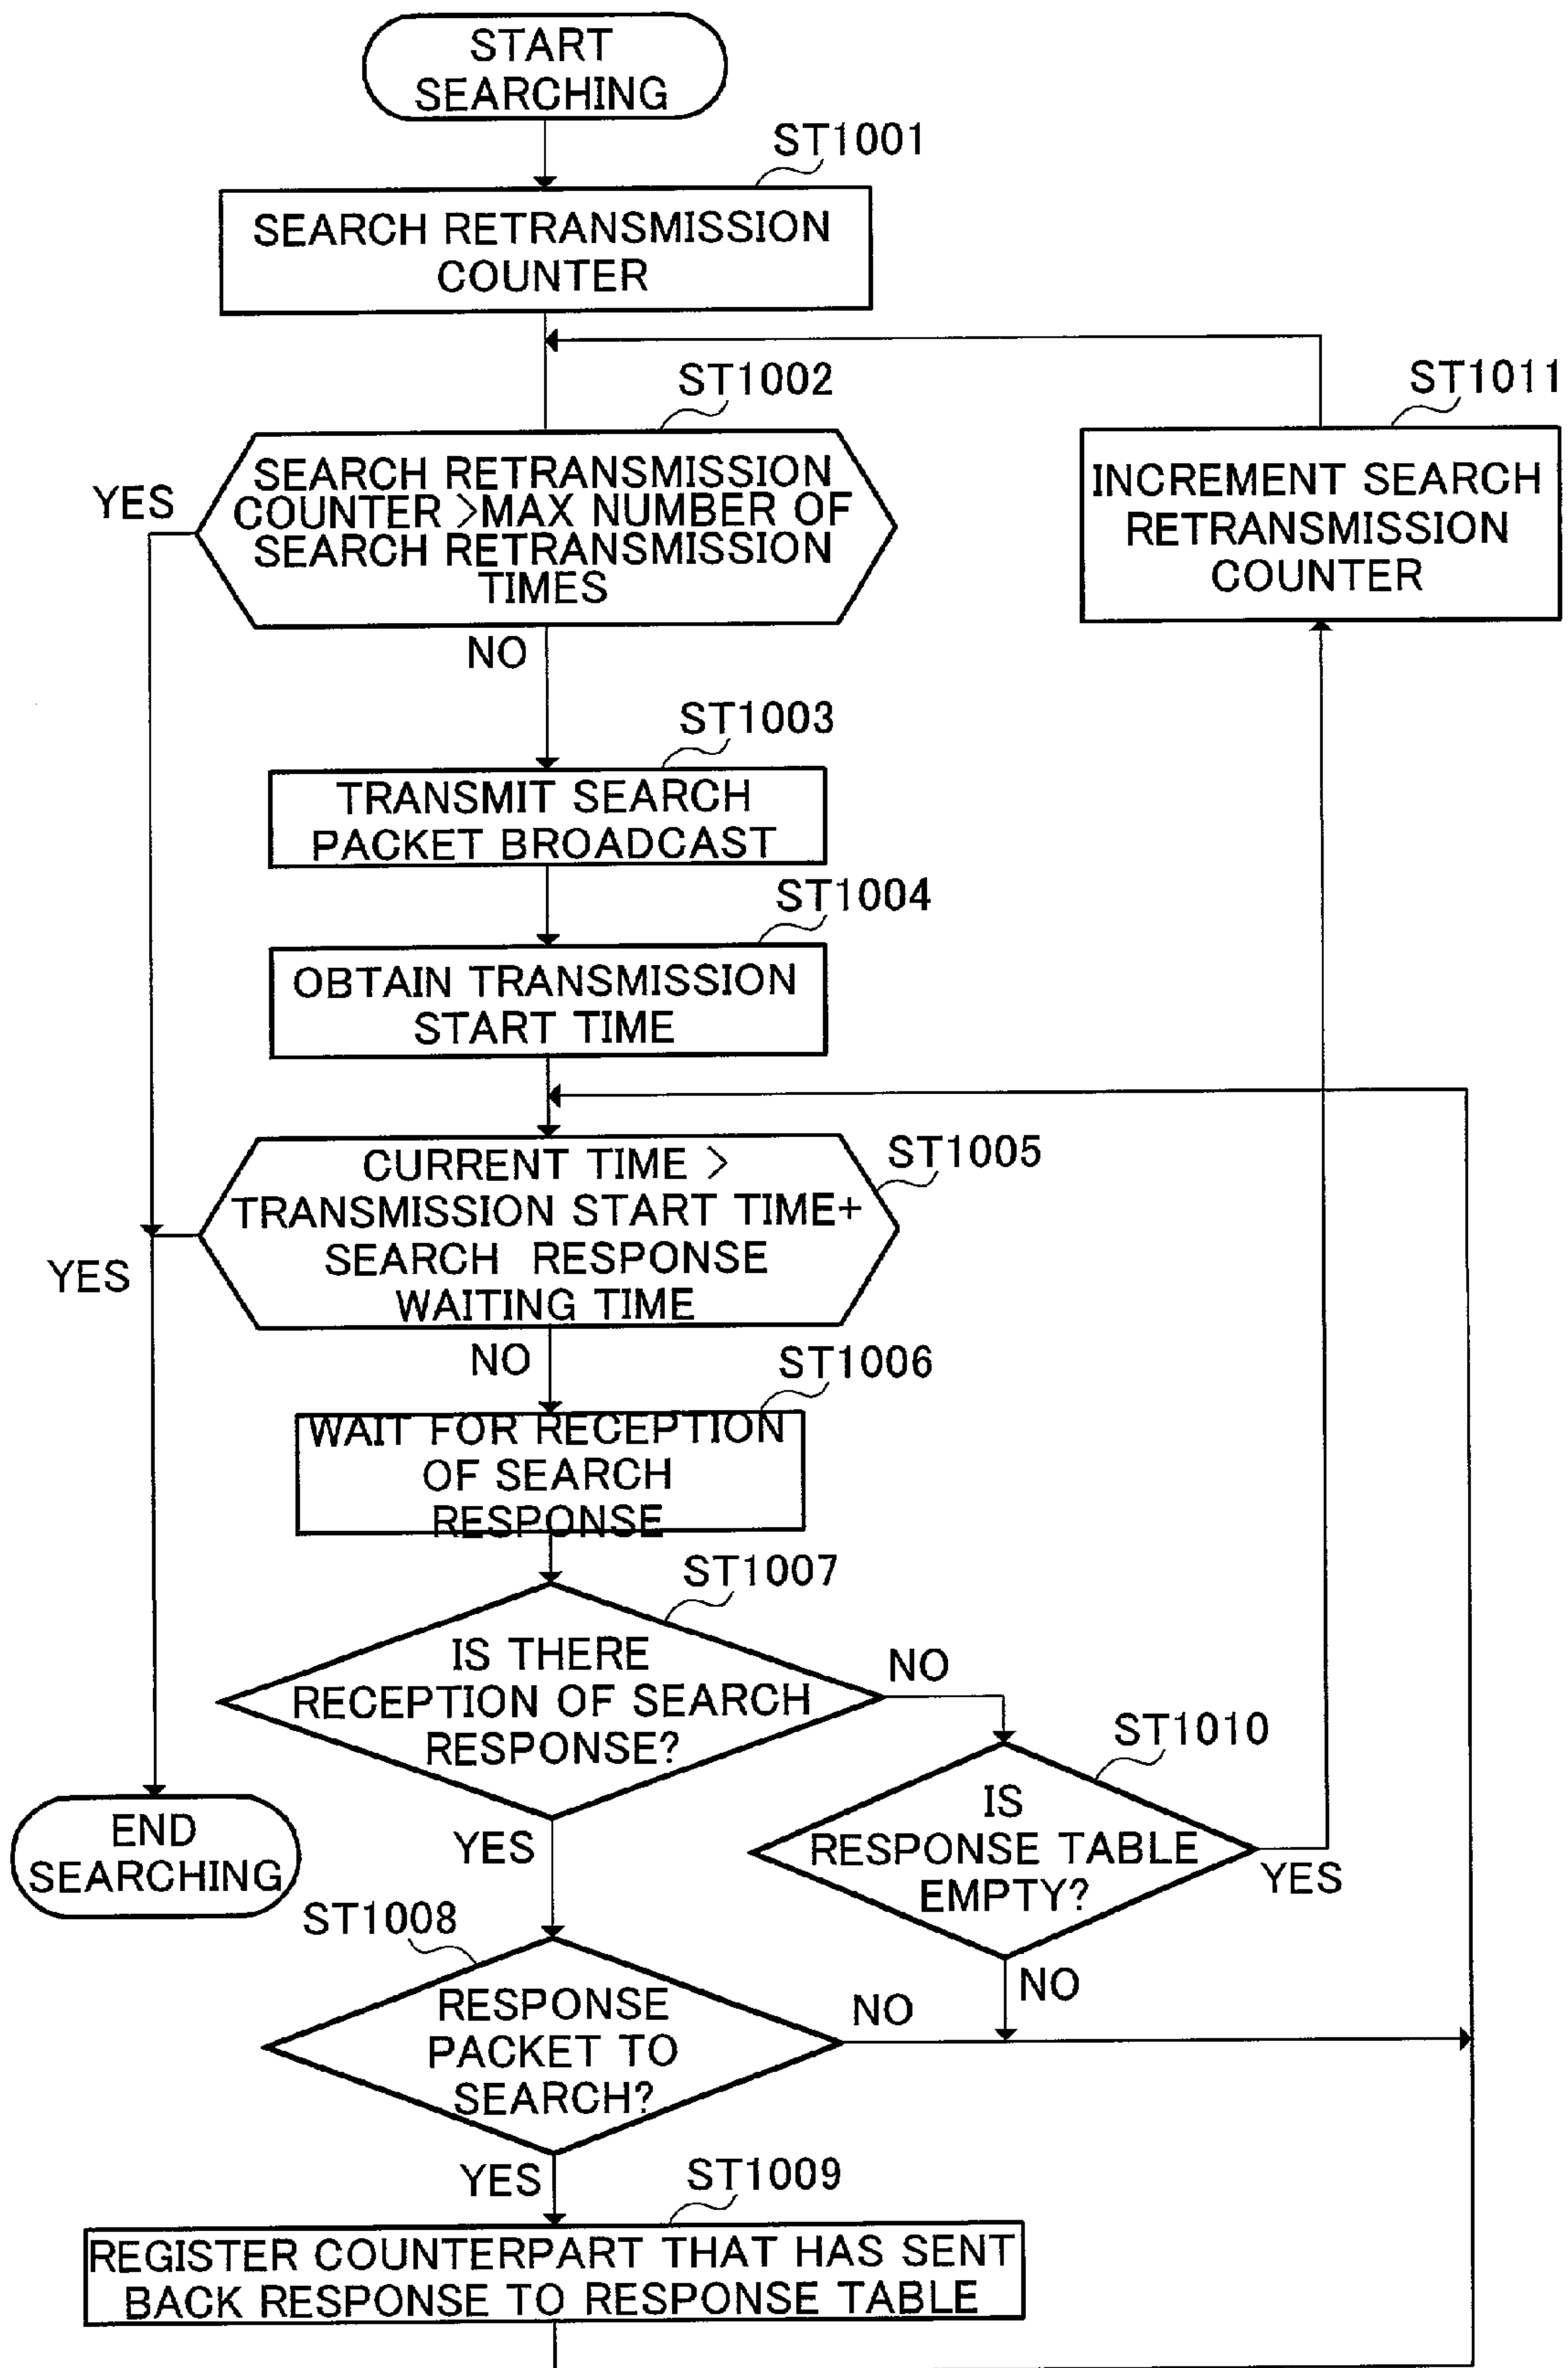 START
SEARCHING
ST1001
SEARCH RETRANSMISSION
COUNTER
ST1002
SEARCH RETRANSMISSION
COUNTER >MAX NUMBER OF
SEARCH RETRANSMISSION
TIMES
YES
NO
ST1011
INCREMENT SEARCH
RETRANSMISSION
COUNTER
ST1003
TRANSMIT SEARCH
PACKET BROADCAST
ST1004
OBTAIN TRANSMISSION
START TIME
ST1005
CURRENT TIME >
TRANSMISSION START TIME+
SEARCH RESPONSE
WAITING TIME
YES
NO
ST1006
WAIT FOR RECEPTION
OF SEARCH
RESPONSE
ST1007
IS THERE
RECEPTION OF SEARCH
RESPONSE?
NO
YES
ST1010
IS
RESPONSE TABLE
EMPTY?
YES
NO
END
SEARCHING
ST1008
RESPONSE
PACKET TO
SEARCH?
NO
YES
ST1009
REGISTER COUNTERPART THAT HAS SENT
BACK RESPONSE TO RESPONSE TABLE